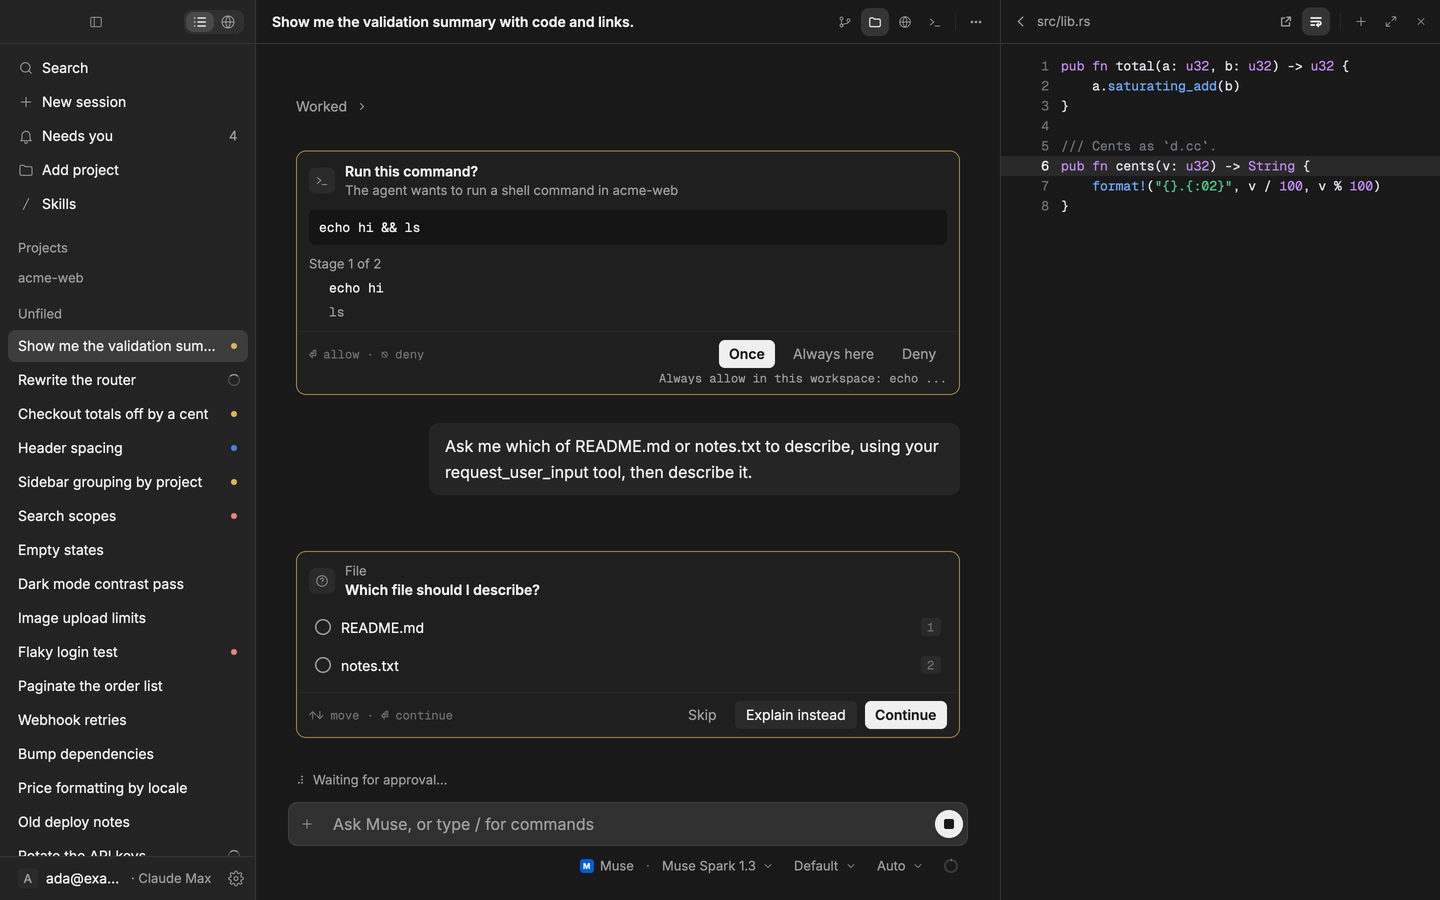 Search
New session
Needs you 4
Add project
Skills
Projects
acme-web
Unfiled
Show me the validation sum...
Rewrite the router
Checkout totals off by a cent
Header spacing
Sidebar grouping by project
Search scopes
Empty states
Dark mode contrast pass
Image upload limits
Flaky login test
Paginate the order list
Webhook retries
Bump dependencies
Price formatting by locale
Old deploy notes
Rotate the API keys
A ada@exa... · Claude Max
Show me the validation summary with code and links.
Worked
Run this command?
The agent wants to run a shell command in acme-web
echo hi && ls
Stage 1 of 2
echo hi
ls
allow · deny
Once Always here Deny
Always allow in this workspace: echo ...
Ask me which of README.md or notes.txt to describe, using your
request_user_input tool, then describe it.
File
Which file should I describe?
README.md 1
notes.txt 2
move · continue
Skip Explain instead Continue
Waiting for approval...
Ask Muse, or type / for commands
M Muse · Muse Spark 1.3 Default Auto
src/lib.rs
1 pub fn total(a: u32, b: u32) -> u32 {
2 a.saturating_add(b)
3 }
4
5 /// Cents as `d.cc`.
6 pub fn cents(v: u32) -> String {
7 format!("{}.{:02}", v / 100, v % 100)
8 }